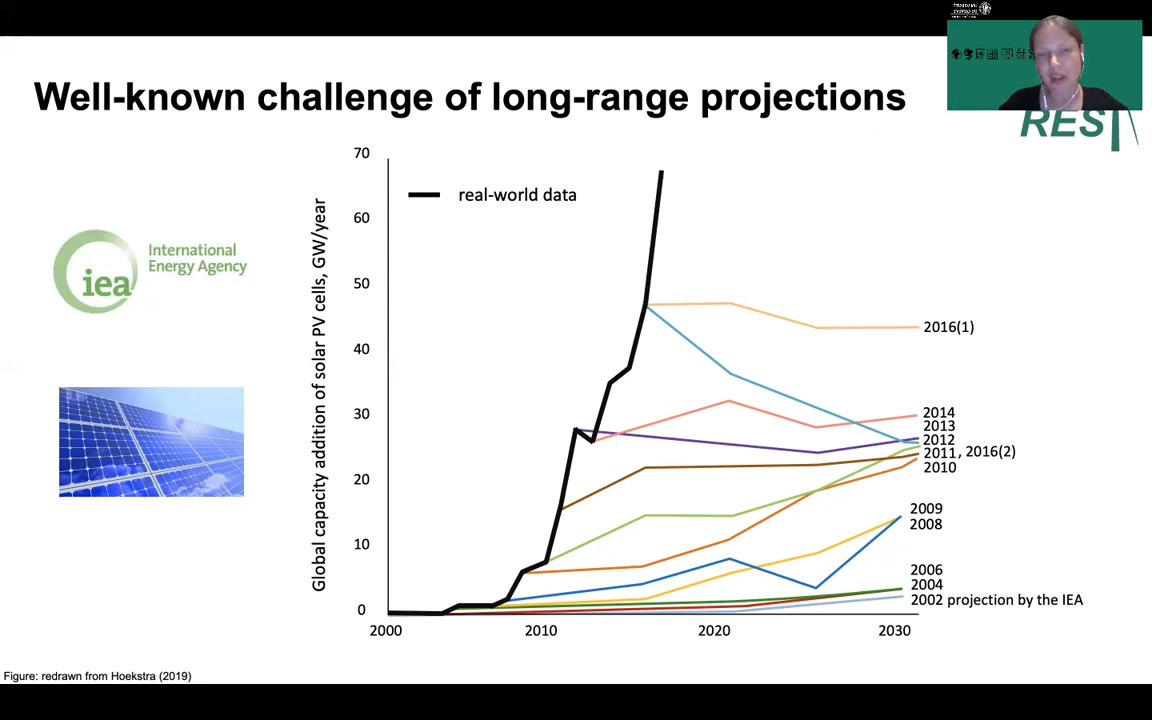 Well-known challenge of long-range projections
REST
iea
International
Energy Agency
Global capacity addition of solar PV cells, GW/year
70
60
50
40
30
20
10
0
real-world data
2016(1)
2014
2013
2012
2011, 2016(2)
2010
2009
2008
2006
2004
2002 projection by the IEA
2000
2010
2020
2030
Figure: redrawn from Hoekstra (2019)